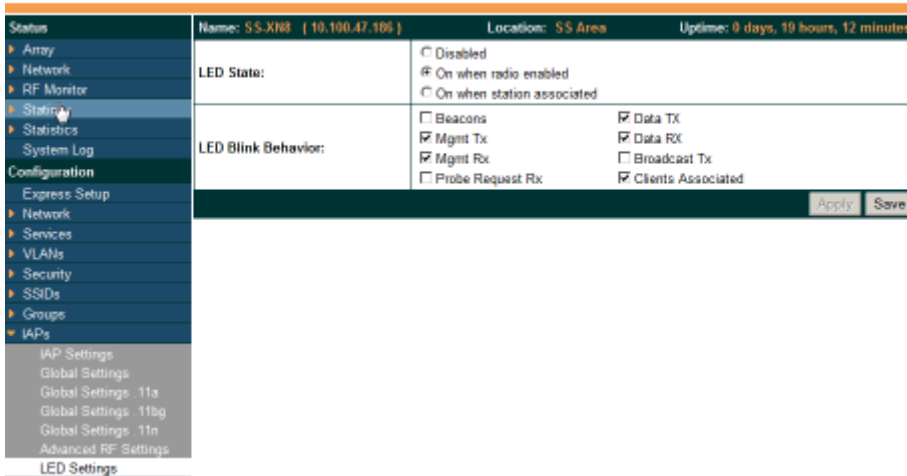 Status
Array
Network
RF Monitor
Statistics
System Log
Configuration
Express Setup
Network
Services
VLANs
Security
SSIDs
Groups
IAPs
IAP Settings
Global Settings
Global Settings .11a
Global Settings .11bg
Global Settings .11n
Advanced RF Settings
LED Settings
Name: SS-XN8 ( 10.100.47.186 ) Location: SS Area Uptime: 0 days, 19 hours, 12 minutes
LED State:
Disabled
On when radio enabled
On when station associated
LED Blink Behavior:
Beacons Data TX
Mgmt Tx Data RX
Mgmt Rx Broadcast Tx
Probe Request Rx Clients Associated
Apply Save